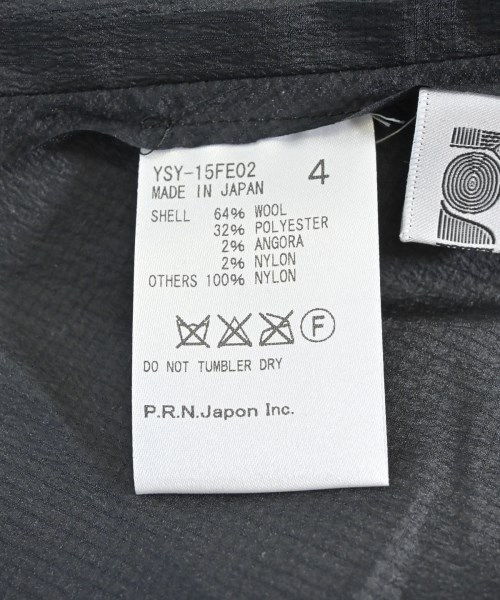 YSY-15FE02 4
MADE IN JAPAN
SHELL 64% WOOL
32% POLYESTER
2% ANGORA
2% NYLON
OTHERS 100% NYLON
F
DO NOT TUMBLER DRY
P.R.N.Japon Inc.